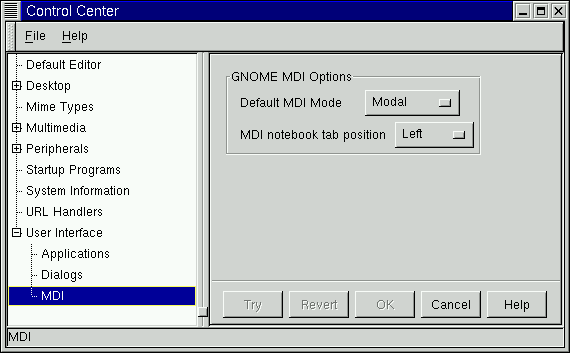 Control Center
File Help
Default Editor
Desktop
Mime Types
Multimedia
Peripherals
Startup Programs
System Information
URL Handlers
User Interface
Applications
Dialogs
MDI
GNOME MDI Options
Default MDI Mode Modal
MDI notebook tab position Left
Try Revert OK Cancel Help
MDI